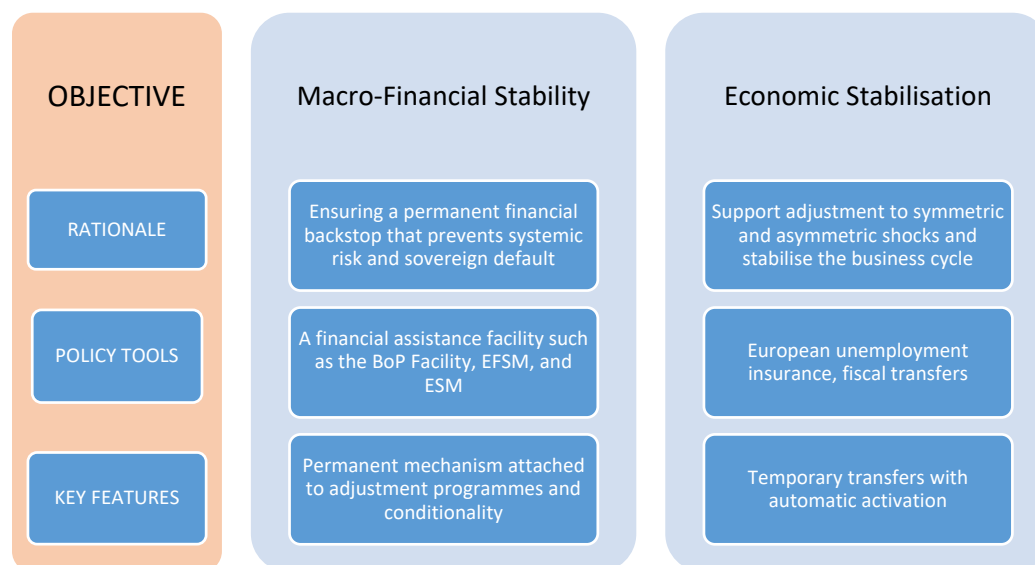 OBJECTIVE
RATIONALE
POLICY TOOLS
KEY FEATURES
Macro-Financial Stability
Ensuring a permanent financial
backstop that prevents systemic
risk and sovereign default
A financial assistance facility such
as the BoP Facility, EFSM, and
ESM
Permanent mechanism attached
to adjustment programmes and
conditionality
Economic Stabilisation
Support adjustment to symmetric
and asymmetric shocks and
stabilise the business cycle
European unemployment
insurance, fiscal transfers
Temporary transfers with
automatic activation